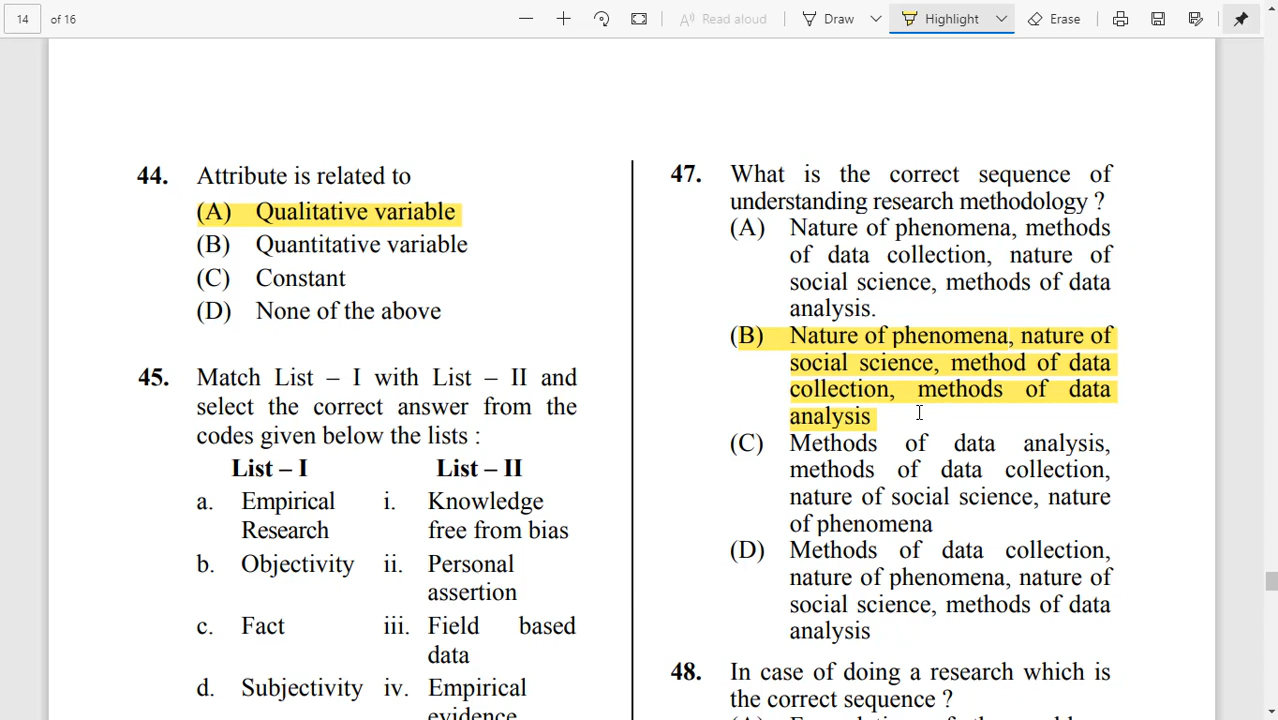 14 of 16
Read aloud
Draw
Highlight
Erase
44. Attribute is related to
(A) Qualitative variable
(B) Quantitative variable
(C) Constant
(D) None of the above
45. Match List – I with List – II and
select the correct answer from the
codes given below the lists :
List – I List – II
a. Empirical i. Knowledge
Research free from bias
b. Objectivity ii. Personal
assertion
c. Fact iii. Field based
data
d. Subjectivity iv. Empirical
evidence
47. What is the correct sequence of
understanding research methodology ?
(A) Nature of phenomena, methods
of data collection, nature of
social science, methods of data
analysis.
(B) Nature of phenomena, nature of
social science, method of data
collection, methods of data
analysis
(C) Methods of data analysis,
methods of data collection,
nature of social science, nature
of phenomena
(D) Methods of data collection,
nature of phenomena, nature of
social science, methods of data
analysis
48. In case of doing a research which is
the correct sequence ?